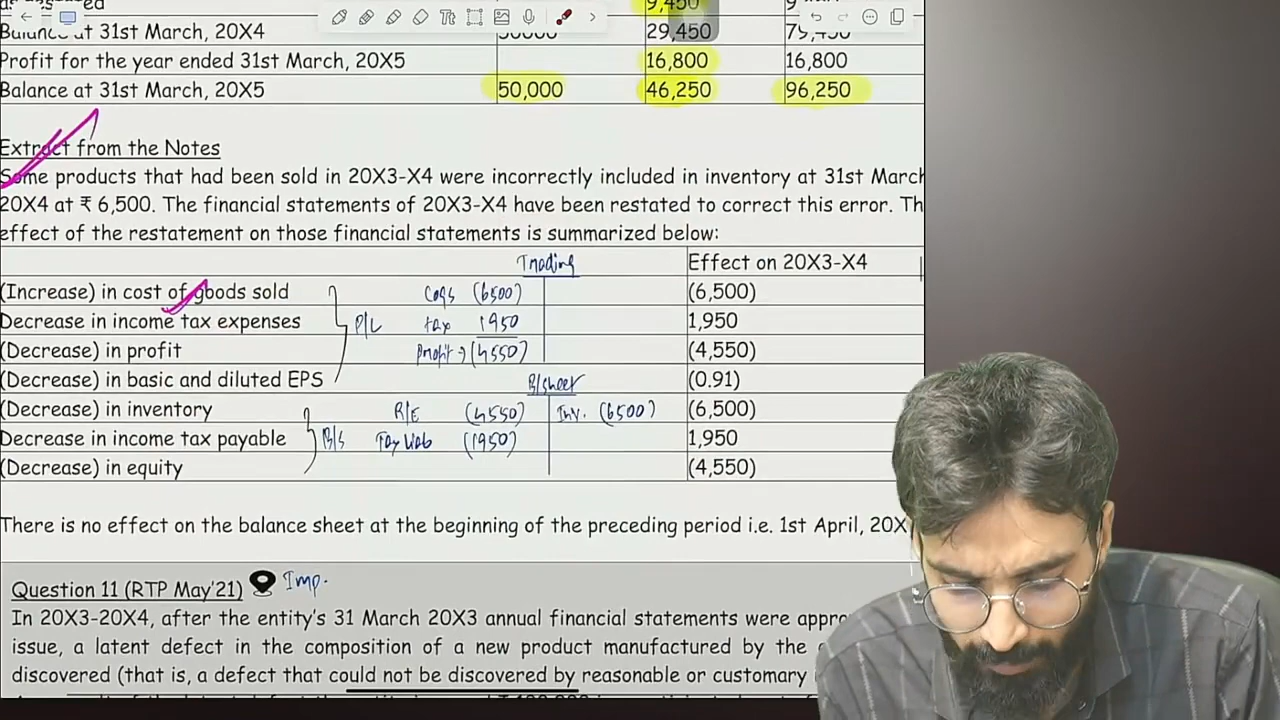 9,450
Balance at 31st March, 20X4 50000 29,450 79,450
Profit for the year ended 31st March, 20X5 16,800 16,800
Balance at 31st March, 20X5 50,000 46,250 96,250
Extract from the Notes
Some products that had been sold in 20X3-X4 were incorrectly included in inventory at 31st March
20X4 at ₹ 6,500. The financial statements of 20X3-X4 have been restated to correct this error. Th
effect of the restatement on those financial statements is summarized below:
Trading Effect on 20X3-X4
(Increase) in cost of goods sold COGS (6500) (6,500)
Decrease in income tax expenses P/L tax 1950 1,950
(Decrease) in profit Profit → (4550) (4,550)
(Decrease) in basic and diluted EPS B/sheet (0.91)
(Decrease) in inventory R/E (4550) Inv. (6500) (6,500)
Decrease in income tax payable B/S Tax Liab (1950) 1,950
(Decrease) in equity (4,550)
There is no effect on the balance sheet at the beginning of the preceding period i.e. 1st April, 20X
Question 11 (RTP May'21) Imp.
In 20X3-20X4, after the entity's 31 March 20X3 annual financial statements were appro
issue, a latent defect in the composition of a new product manufactured by the
discovered (that is, a defect that could not be discovered by reasonable or customary